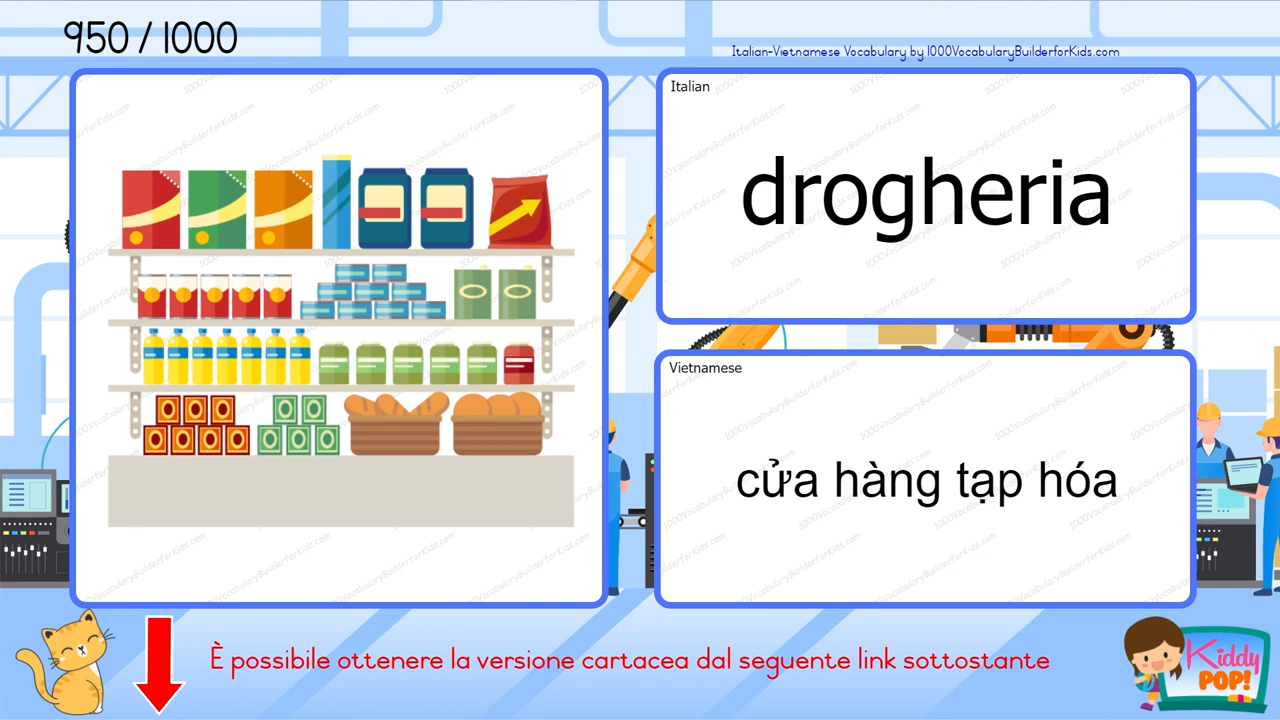 950 / 1000
Italian-Vietnamese Vocabulary by 1000VocabularyBuilderforKids.com
Italian
drogheria
Vietnamese
cửa hàng tạp hóa
È possibile ottenere la versione cartacea dal seguente link sottostante
Kiddy
POP!